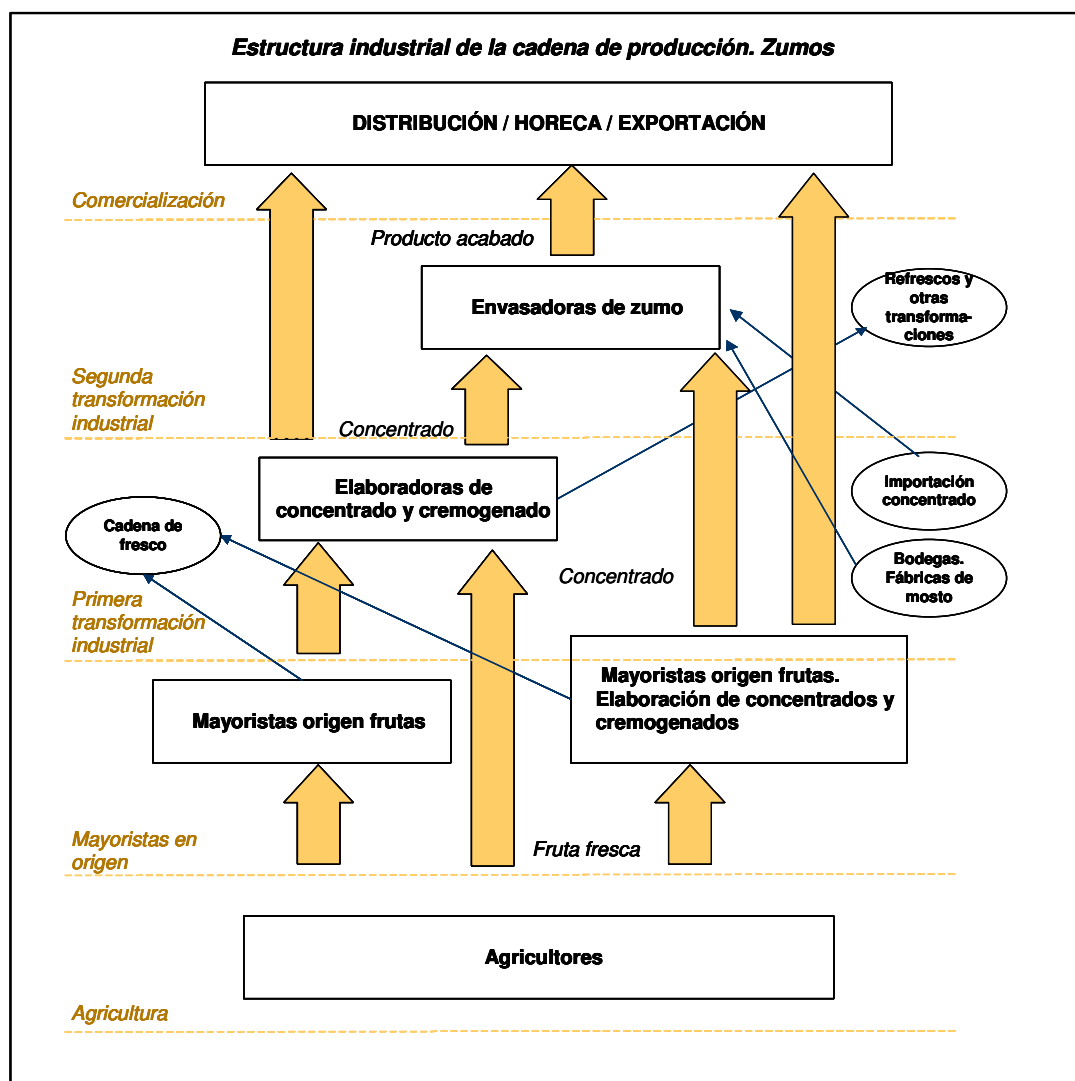 Estructura industrial de la cadena de producción. Zumos
DISTRIBUCIÓN / HORECA / EXPORTACIÓN
Comercialización
Producto acabado
Envasadoras de zumo
Refrescos y
otras
transforma-
ciones
Segunda
transformación
industrial
Concentrado
Elaboradoras de
concentrado y cremogenado
Importación
concentrado
Cadena de
fresco
Bodegas.
Fábricas de
mosto
Concentrado
Primera
transformación
industrial
Mayoristas origen frutas
Mayoristas origen frutas.
Elaboración de concentrados y
cremogenados
Mayoristas en
origen
Fruta fresca
Agricultores
Agricultura